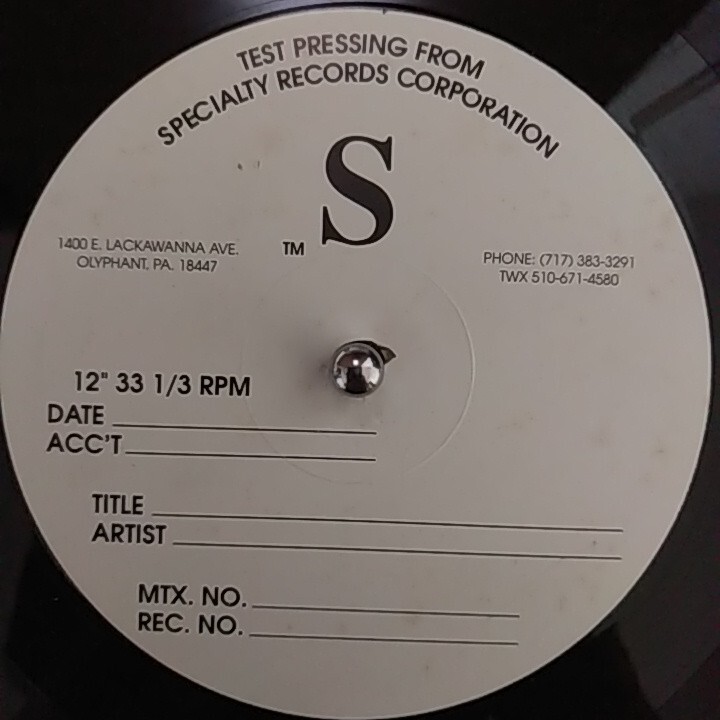 TEST PRESSING FROM
SPECIALTY RECORDS CORPORATION
S
TM
1400 E. LACKAWANNA AVE.
OLYPHANT, PA. 18447
PHONE: (717) 383-3291
TWX 510-671-4580
12" 33 1/3 RPM
DATE
ACC'T
TITLE
ARTIST
MTX. NO.
REC. NO.